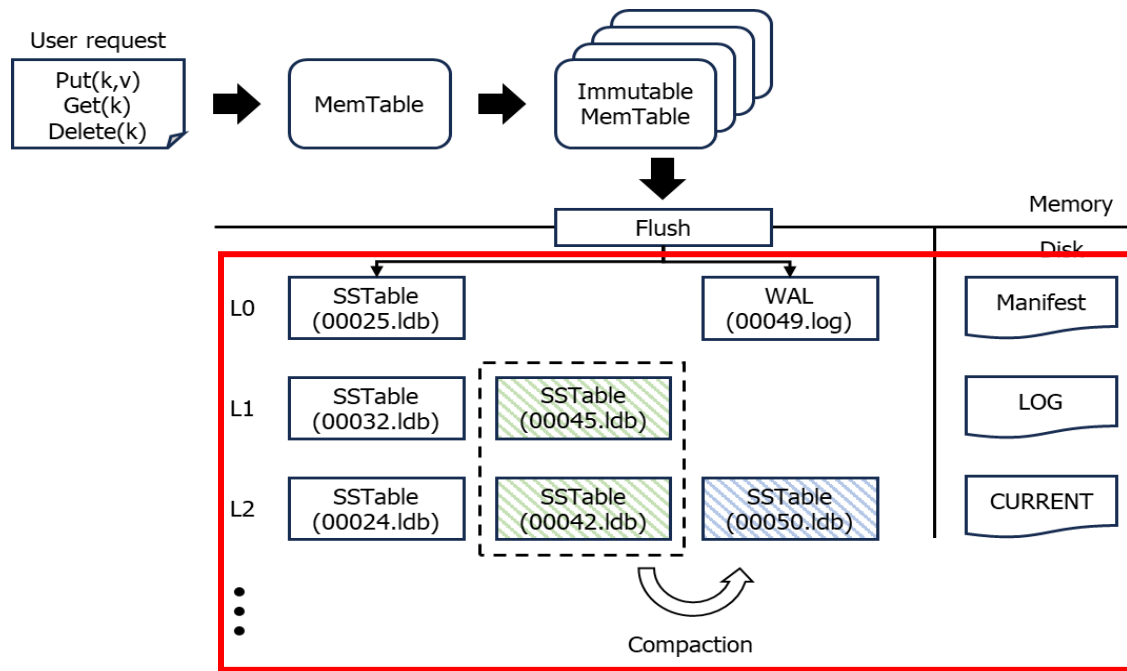 User request
Put(k,v)
Get(k)
Delete(k)
MemTable
Immutable
MemTable
Flush
Memory
Disk
L0
SSTable
(00025.ldb)
WAL
(00049.log)
Manifest
L1
SSTable
(00032.ldb)
SSTable
(00045.ldb)
LOG
L2
SSTable
(00024.ldb)
SSTable
(00042.ldb)
SSTable
(00050.ldb)
CURRENT
Compaction